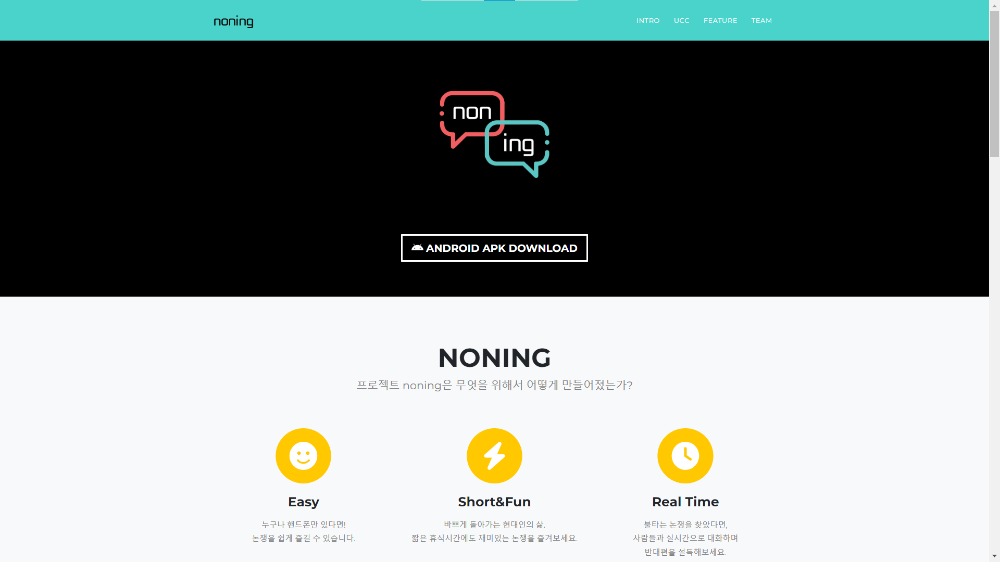 noning
INTRO UCC FEATURE TEAM
non
ing
ANDROID APK DOWNLOAD
NONING
프로젝트 noning은 무엇을 위해서 어떻게 만들어졌는가?
Easy
누구나 핸드폰만 있다면!
논쟁을 쉽게 즐길 수 있습니다.
Short&Fun
바쁘게 돌아가는 현대인의 삶.
짧은 휴식시간에도 재미있는 논쟁을 즐겨보세요.
Real Time
불타는 논쟁을 찾았다면,
사람들과 실시간으로 대화하며
반대편을 설득해보세요.